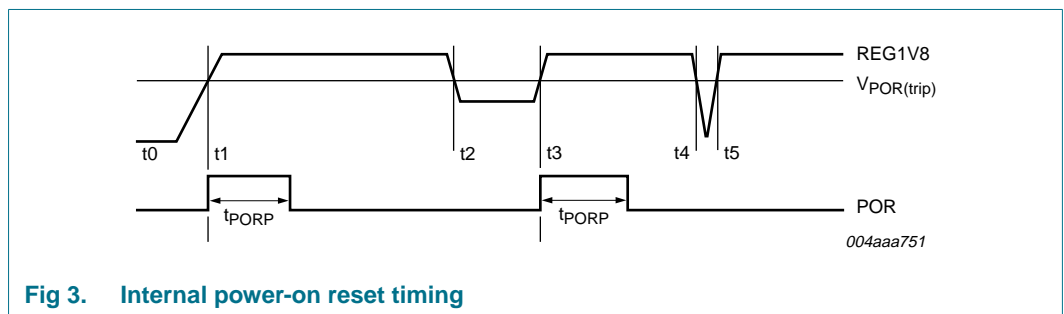 REG1V8
VPOR(trip)
t0 t1 t2 t3 t4 t5
tPORP tPORP
POR
004aaa751
Fig 3. Internal power-on reset timing